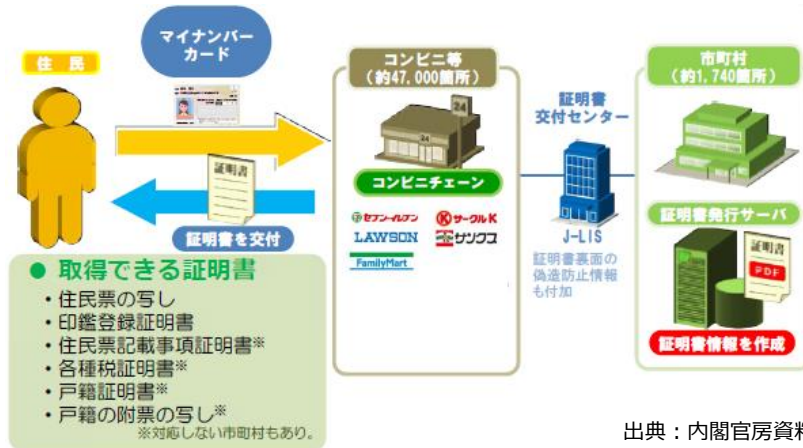 マイナンバー
カード
住 民
証明書
証明書を交付
● 取得できる証明書
・住民票の写し
・印鑑登録証明書
・住民票記載事項証明書※
・各種税証明書※
・戸籍証明書※
・戸籍の附票の写し※
※対応しない市町村もあり。
コンビニ等
（約47,000箇所）
24
24
コンビニチェーン
セブン-イレブン
サークルK
LAWSON
サンクス
FamilyMart
証明書
交付センター
J-LIS
証明書裏面の
偽造防止情報
も付加
市町村
（約1,740箇所）
証明書発行サーバ
証明書
PDF
証明書情報を作成
出典：内閣官房資料